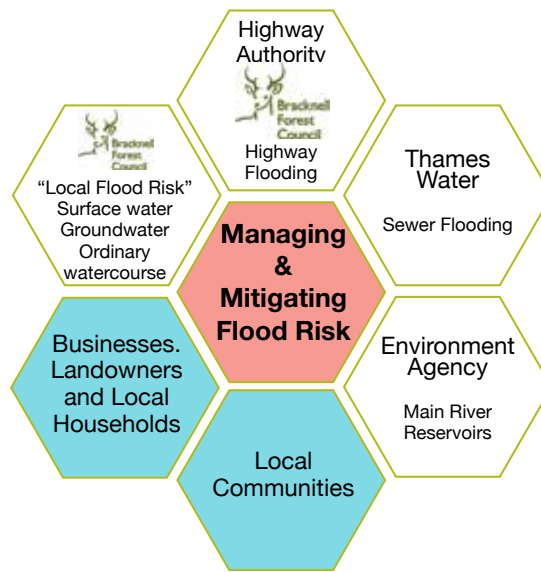 Highway
Authority
Bracknell
Forest
Council
Highway
Flooding
Bracknell
Forest
Council
“Local Flood Risk”
Surface water
Groundwater
Ordinary
watercourse
Thames
Water
Sewer Flooding
Managing
&
Mitigating
Flood Risk
Businesses.
Landowners
and Local
Households
Environment
Agency
Main River
Reservoirs
Local
Communities